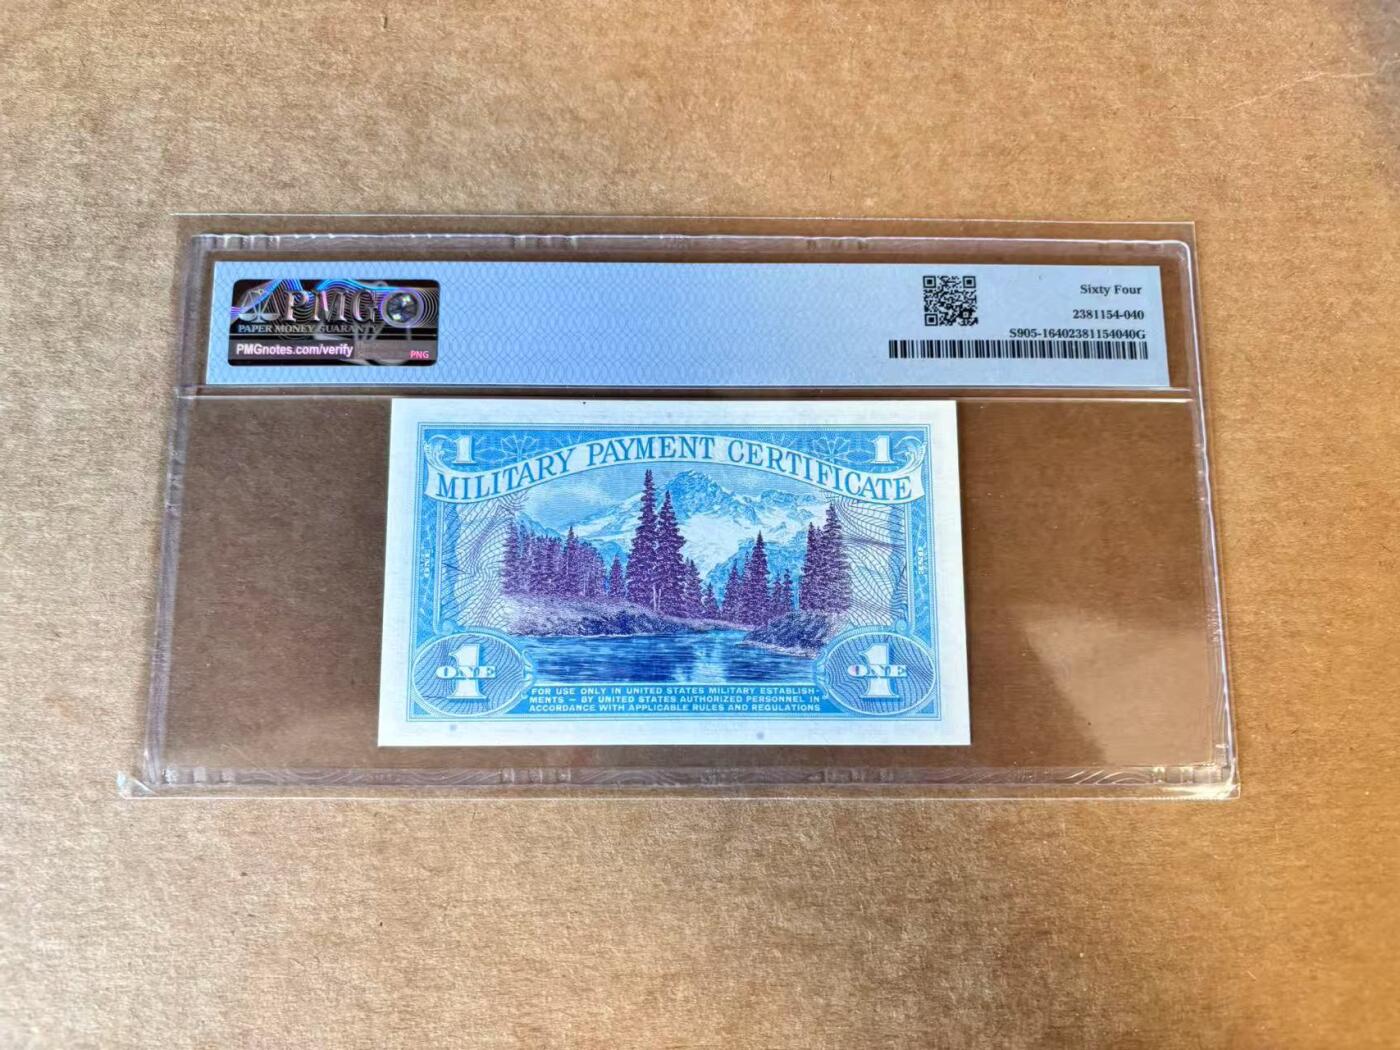 PMG
PAPER MONEY GUARANTY
PMGnotes.com/verify
PNG
Sixty Four
2381154-040
S905-16402381154040G
1
1
MILITARY PAYMENT CERTIFICATE
ONE
ONE
1
ONE
1
ONE
FOR USE ONLY IN UNITED STATES MILITARY ESTABLISH-
MENTS — BY UNITED STATES AUTHORIZED PERSONNEL IN
ACCORDANCE WITH APPLICABLE RULES AND REGULATIONS